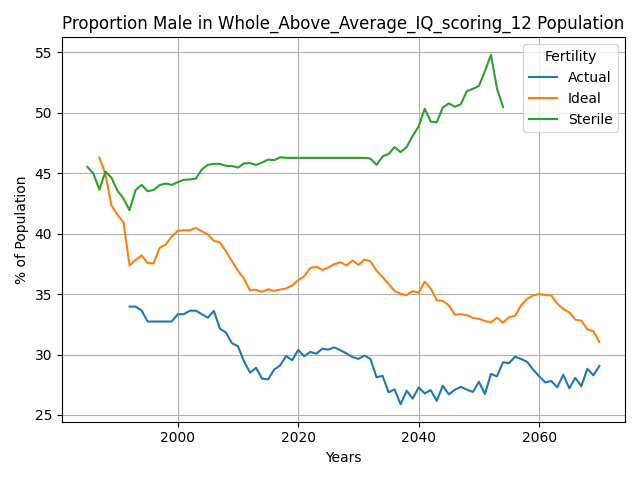 Proportion Male in Whole_Above_Average_IQ_scoring_12 Population
% of Population
55
50
45
40
35
30
25
2000
2020
2040
2060
Years
Fertility
Actual
Ideal
Sterile